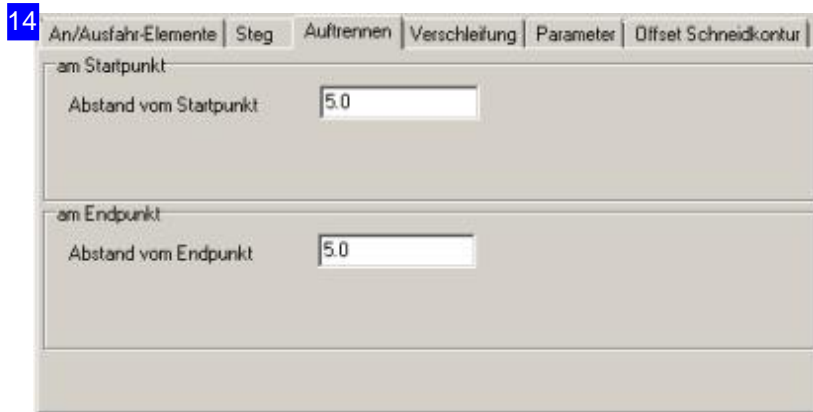 14
An/Ausfahr-Elemente Steg Auftrennen Verschleifung Parameter Offset Schneidkontur
am Startpunkt
Abstand vom Startpunkt 5.0
am Endpunkt
Abstand vom Endpunkt 5.0